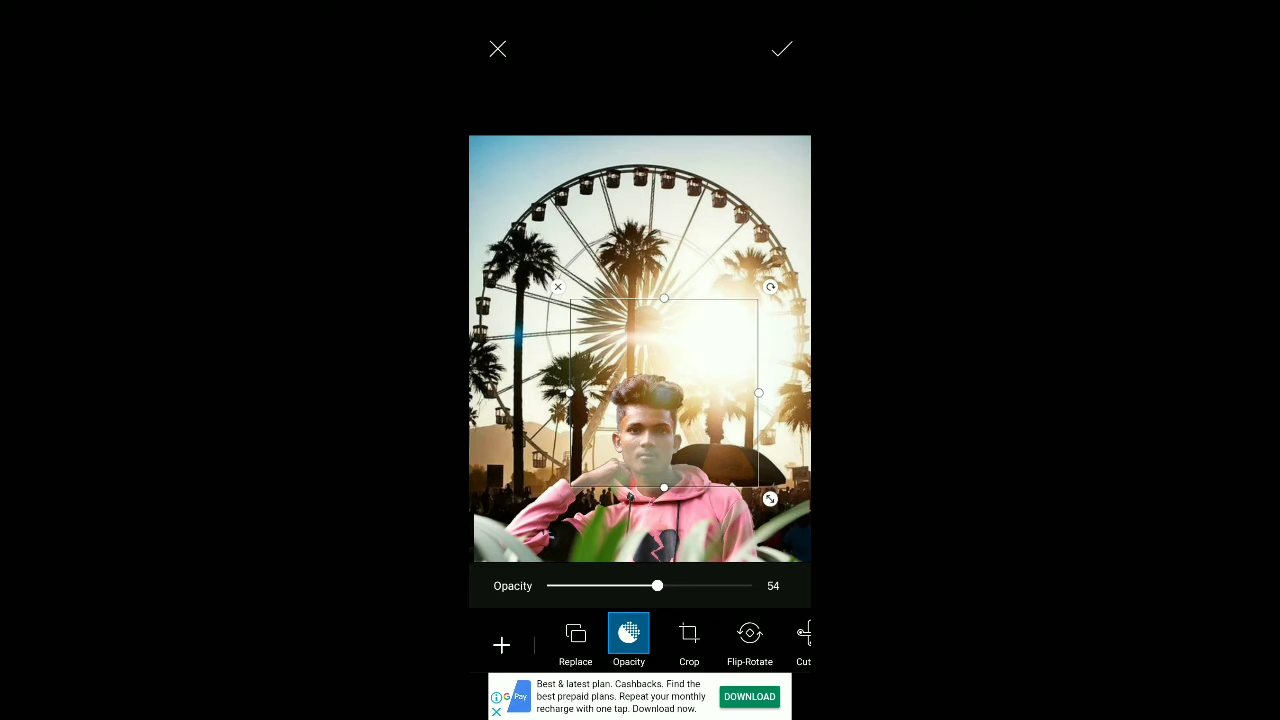 Opacity 54
Replace Opacity Crop Flip-Rotate Cut
G Pay
Best & latest plan. Cashbacks. Find the
best prepaid plans. Repeat your monthly
recharge with one tap. Download now.
DOWNLOAD